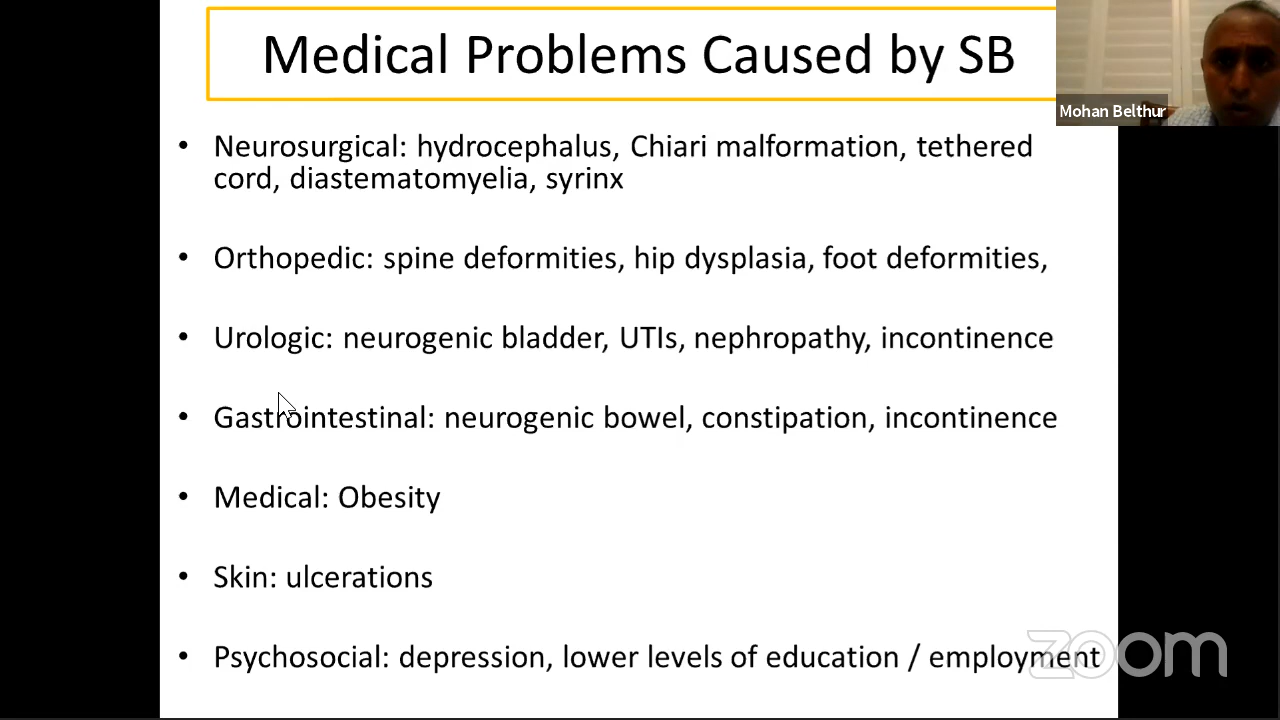 Medical Problems Caused by SB
Mohan Belthur
• Neurosurgical: hydrocephalus, Chiari malformation, tethered
cord, diastematomyelia, syrinx
• Orthopedic: spine deformities, hip dysplasia, foot deformities,
• Urologic: neurogenic bladder, UTIs, nephropathy, incontinence
• Gastrointestinal: neurogenic bowel, constipation, incontinence
• Medical: Obesity
• Skin: ulcerations
• Psychosocial: depression, lower levels of education / employment
zoom